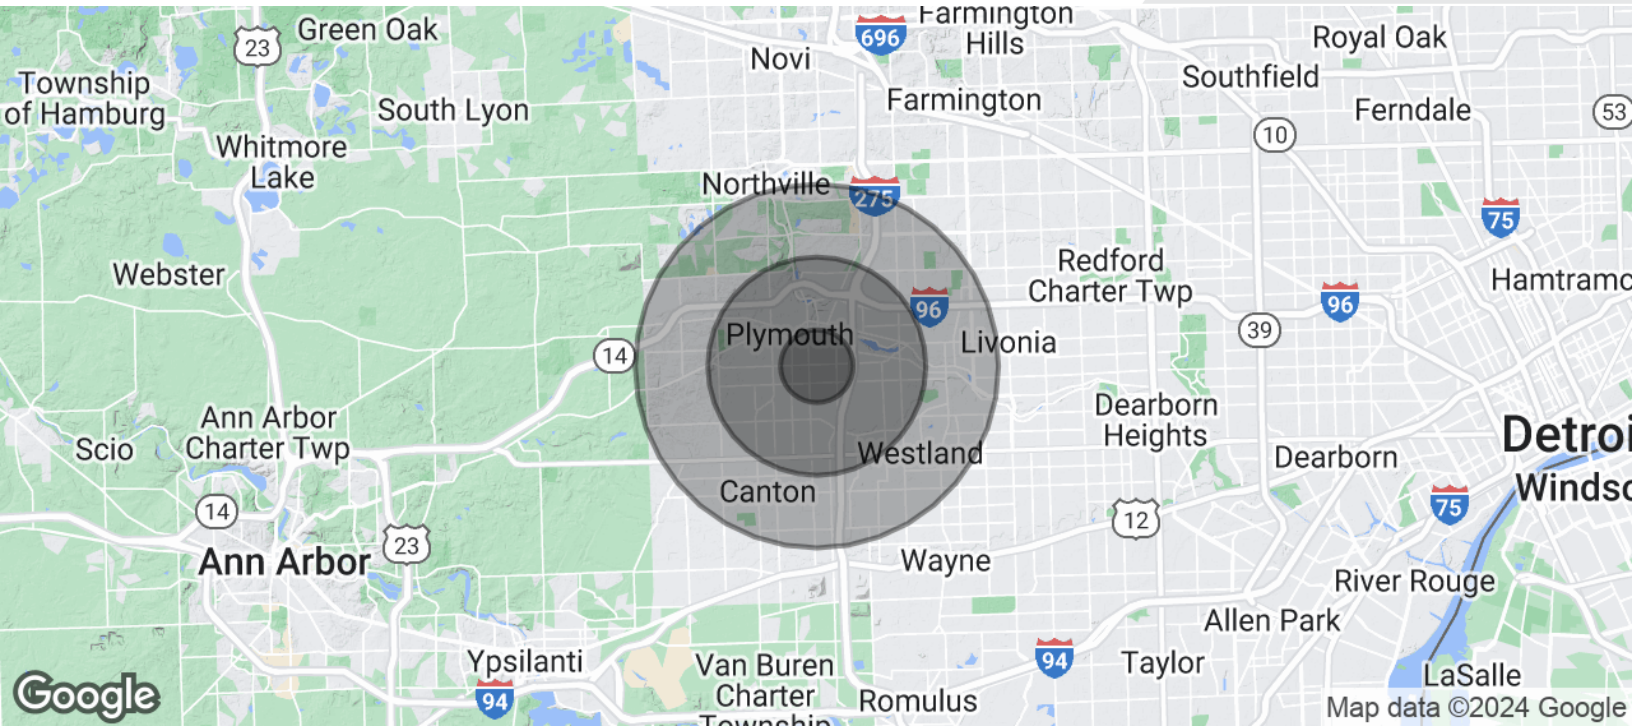 Farmington
Hills
696
23
Green Oak
Novi
Royal Oak
Southfield
Township
of Hamburg
South Lyon
Farmington
Ferndale
53
10
Whitmore
Lake
Northville
275
75
Webster
Redford
Charter Twp
Hamtramc
96
96
39
Plymouth
Livonia
14
Ann Arbor
Charter Twp
Scio
Dearborn
Heights
Westland
Dearborn
Detroi
Windso
Canton
14
75
12
23
Ann Arbor
Wayne
River Rouge
Allen Park
Ypsilanti
94
Van Buren
Charter
Township
94
Taylor
LaSalle
Romulus
Google
Map data ©2024 Google